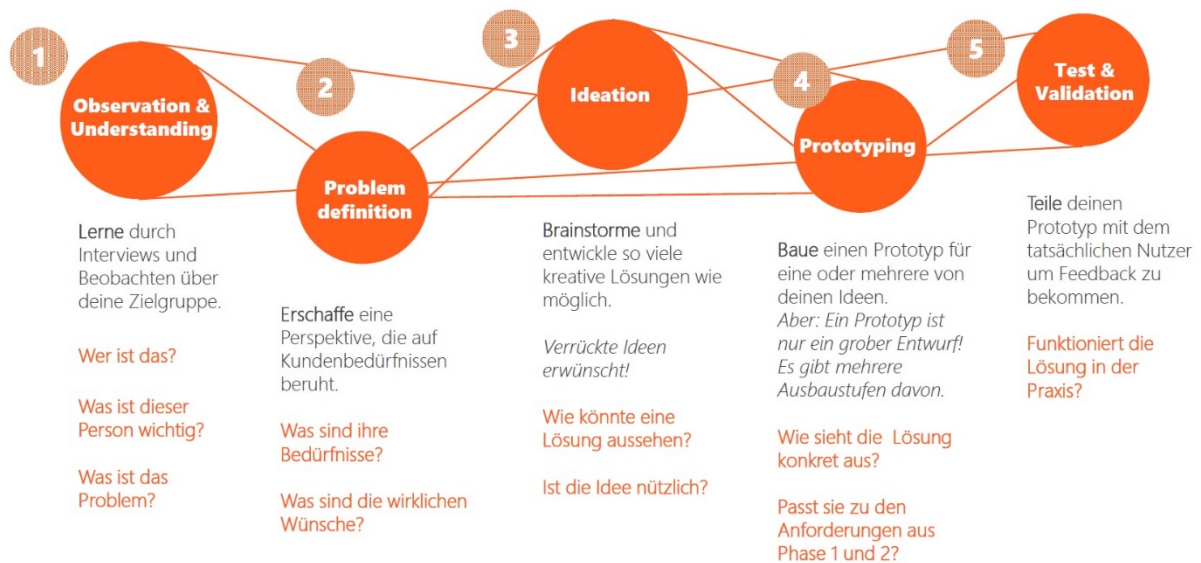 1
Observation &
Understanding
Lerne durch
Interviews und
Beobachten über
deine Zielgruppe.
Wer ist das?
Was ist dieser
Person wichtig?
Was ist das
Problem?
2
Problem
definition
Erschaffe eine
Perspektive, die auf
Kundenbedürfnissen
beruht.
Was sind ihre
Bedürfnisse?
Was sind die wirklichen
Wünsche?
3
Ideation
Brainstorme und
entwickle so viele
kreative Lösungen wie
möglich.
Verrückte Ideen
erwünscht!
Wie könnte eine
Lösung aussehen?
Ist die Idee nützlich?
4
Prototyping
Baue einen Prototyp für
eine oder mehrere von
deinen Ideen.
Aber: Ein Prototyp ist
nur ein grober Entwurf!
Es gibt mehrere
Ausbaustufen davon.
Wie sieht die Lösung
konkret aus?
Passt sie zu den
Anforderungen aus
Phase 1 und 2?
5
Test &
Validation
Teile deinen
Prototyp mit dem
tatsächlichen Nutzer
um Feedback zu
bekommen.
Funktioniert die
Lösung in der
Praxis?